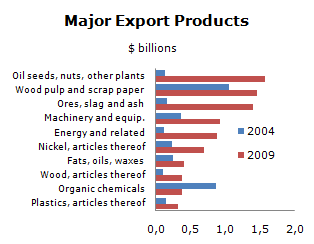 Major Export Products
$ billions
Oil seeds, nuts, other plants
Wood pulp and scrap paper
Ores, slag and ash
Machinery and equip.
Energy and related
Nickel, articles thereof
Fats, oils, waxes
Wood, articles thereof
Organic chemicals
Plastics, articles thereof
2004
2009
0,0 0,5 1,0 1,5 2,0